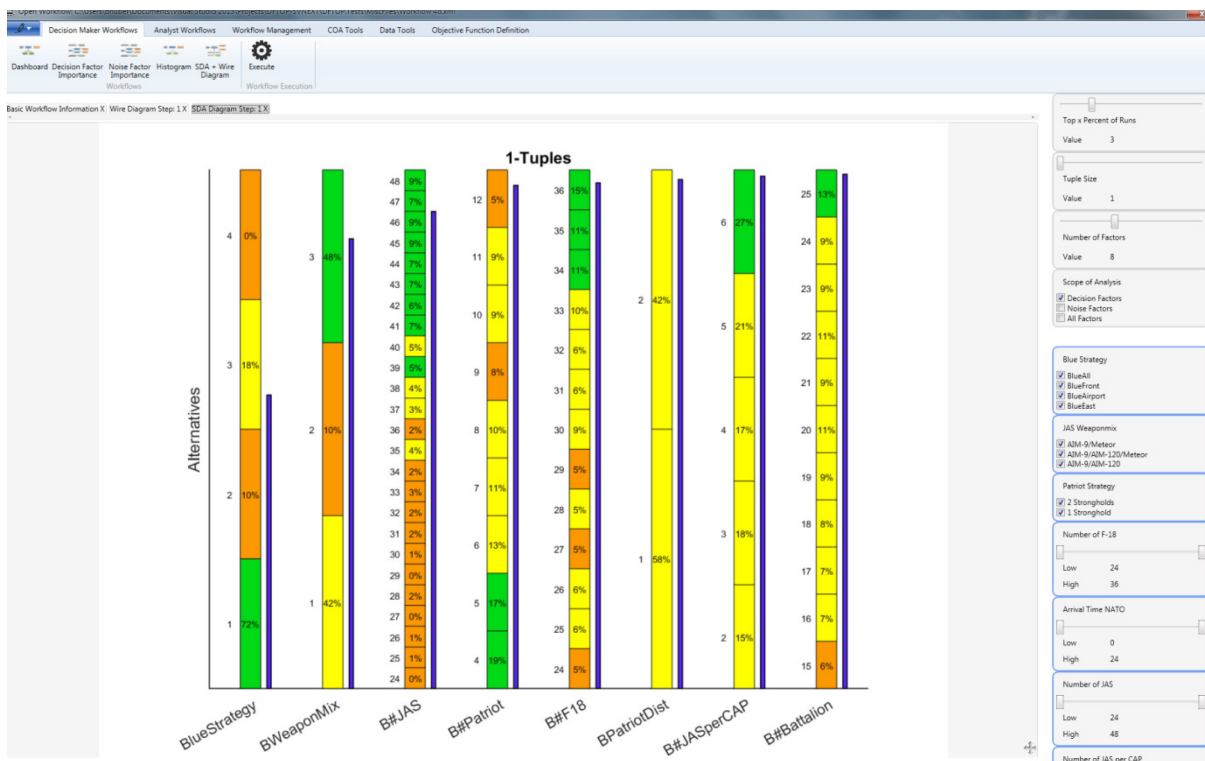 Decision Maker Workflows Analyst Workflows Workflow Management COA Tools Data Tools Objective Function Definition
Dashboard Decision Factor Importance Noise Factor Importance Histogram SDA + Wire Diagram Execute
Workflows Workflow Execution
Basic Workflow Information X Wire Diagram Step: 1 X SDA Diagram Step: 1 X
1-Tuples
Alternatives
4 0%
3 18%
2 10%
1 72%
BlueStrategy
3 48%
2 10%
1 42%
BWeaponMix
48 9%
47 7%
46 9%
45 9%
44 7%
43 7%
42 6%
41 7%
40 5%
39 5%
38 4%
37 3%
36 2%
35 4%
34 2%
33 3%
32 2%
31 2%
30 1%
29 0%
28 2%
27 0%
26 1%
25 1%
24 0%
B#JAS
12 5%
11 9%
10 9%
9 8%
8 10%
7 11%
6 13%
5 17%
4 19%
B#Patriot
36 15%
35 11%
34 11%
33 10%
32 6%
31 6%
30 9%
29 5%
28 5%
27 5%
26 6%
25 6%
24 5%
B#F18
2 42%
1 58%
BPatriotDist
6 27%
5 21%
4 17%
3 18%
2 15%
B#JASperCAP
25 13%
24 9%
23 9%
22 11%
21 9%
20 11%
19 9%
18 8%
17 7%
16 7%
15 6%
B#Battalion
Top x Percent of Runs
Value 3
Tuple Size
Value 1
Number of Factors
Value 8
Scope of Analysis
Decision Factors
Noise Factors
All Factors
Blue Strategy
BlueAll
BlueFront
BlueAirport
BlueEast
JAS Weaponmix
AIM-9/Meteor
AIM-9/AIM-120/Meteor
AIM-9/AIM-120
Patriot Strategy
2 Strongholds
1 Stronghold
Number of F-18
Low 24
High 36
Arrival Time NATO
Low 0
High 24
Number of JAS
Low 24
High 48
Number of JAS per CAP